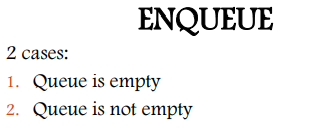 ENQUEUE
2 cases:
1. Queue is empty
2. Queue is not empty